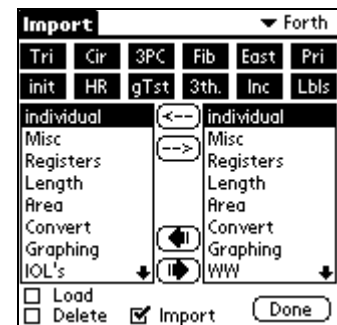 Import Forth
Tri Cir 3PC Fib East Pri
init HR gTst 3th. Inc Lbls
individual <-- individual
Misc --> Misc
Registers Registers
Length Length
Area Area
Convert Convert
Graphing Graphing
IOL's WW
Load
Delete Import Done